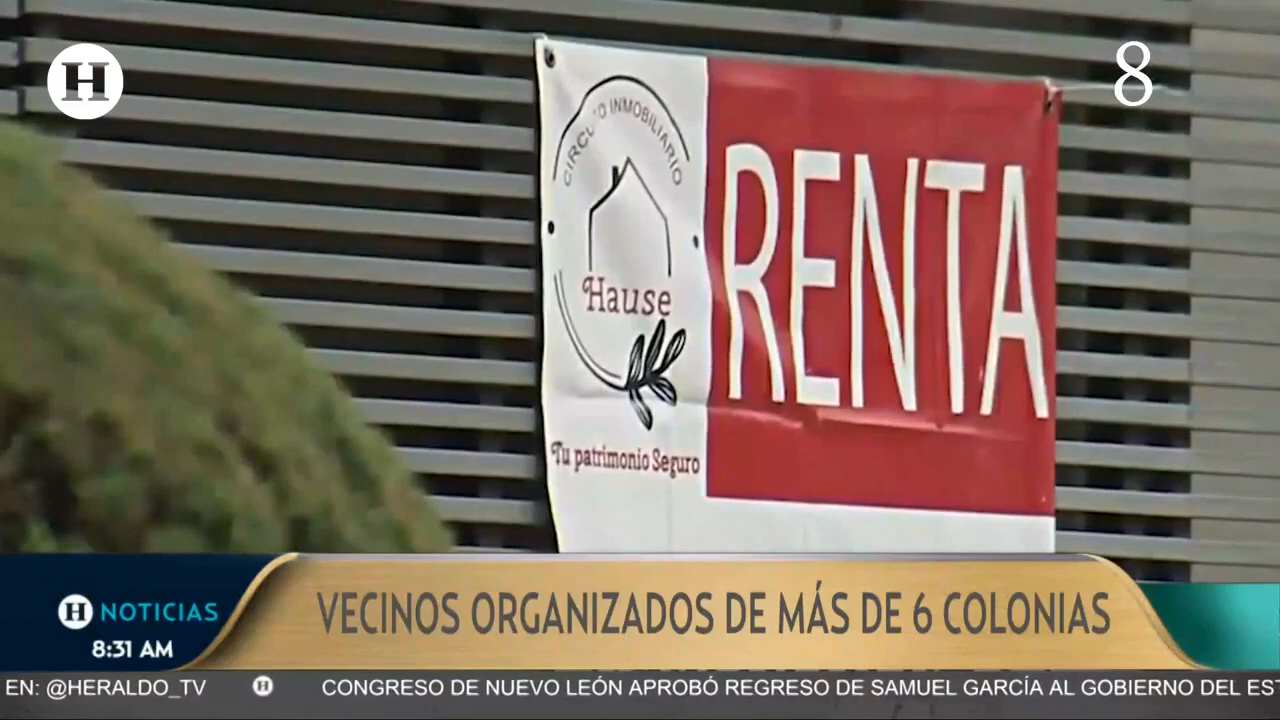 H
8
CIRCULO INMOBILIARIO
RENTA
Hause
Tu patrimonio Seguro
H NOTICIAS
8:31 AM
VECINOS ORGANIZADOS DE MÁS DE 6 COLONIAS
EN: @HERALDO_TV H CONGRESO DE NUEVO LEÓN APROBÓ REGRESO DE SAMUEL GARCÍA AL GOBIERNO DEL EST